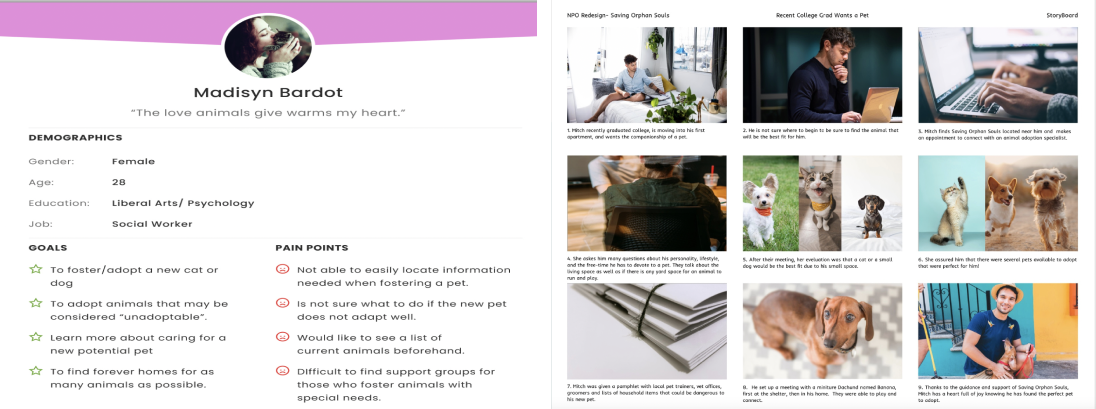 Madisyn Bardot
“The love animals give warms my heart.”
DEMOGRAPHICS
Gender: Female
Age: 28
Education: Liberal Arts/ Psychology
Job: Social Worker
GOALS
To foster/adopt a new cat or
dog
To adopt animals that may be
considered “unadoptable”.
Learn more about caring for a
new potential pet
To find forever homes for as
many animals as possible.
PAIN POINTS
Not able to easily locate information
needed when fostering a pet.
Is not sure what to do if the new pet
does not adapt well.
Would like to see a list of
current animals beforehand.
Difficult to find support groups for
those who foster animals with
special needs.
NPO Redesign- Saving Orphan Souls
Recent College Grad Wants a Pet
StoryBoard
1. Mitch recently graduated college, is moving into his first
apartment, and wants the companionship of a pet.
2. He is not sure where to begin to be sure to find the animal that
will be the best fit for him.
3. Mitch finds Saving Orphan Souls located near him and makes
an appointment to connect with an animal adoption specialist.
4. She askes him many questions about his personality, lifestyle,
and the free-time he has to devote to a pet. They talk about the
living space as well as if there is any yard space for an animal to
run and play.
5. After their meeting, her evaluation was that a cat or a small
dog would be the best fit due to his small space.
6. She assured him that there were several pets available to adopt
that were perfect for him!
7. Mitch was given a pamphlet with local pet trainers, vet offices,
groomers and lists of household items that could be dangerous to
his new pet.
8. He set up a meeting with a miniture Dachund named Banana,
first at the shelter, then in his home. They were able to play and
connect.
9. Thanks to the guidance and support of Saving Orphan Souls,
Mitch has a heart full of joy knowing he has found the perfect pet
to adopt.